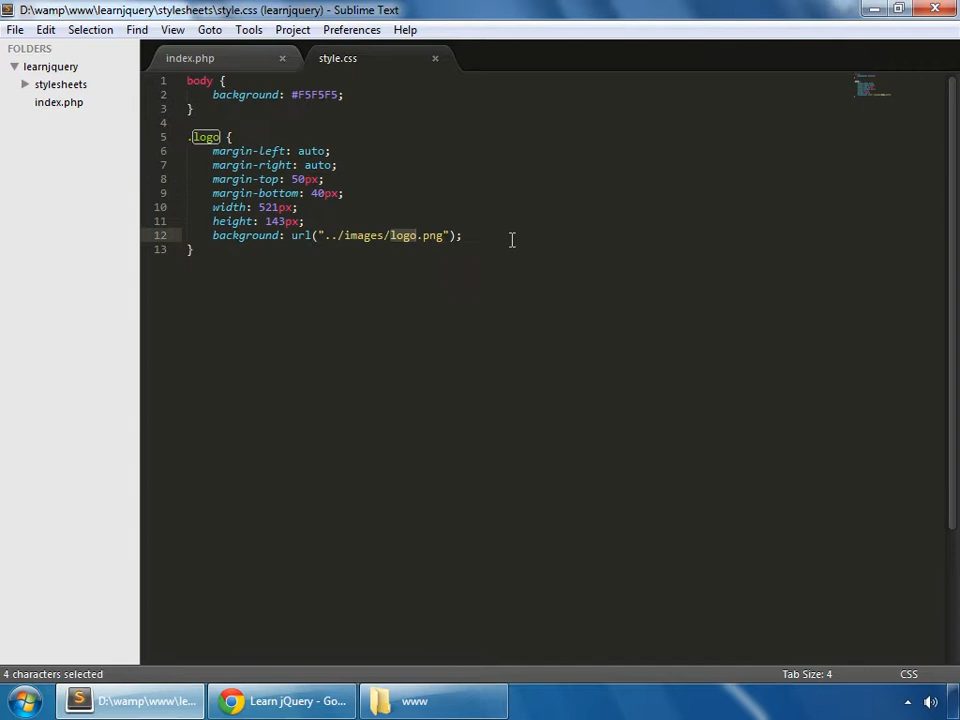 D:\wamp\www\learnjquery\stylesheets\style.css (learnjquery) - Sublime Text
File Edit Selection Find View Goto Tools Project Preferences Help
FOLDERS
learnjquery
stylesheets
index.php
index.php style.css
1 body {
2 background: #F5F5F5;
3 }
4
5 .logo {
6 margin-left: auto;
7 margin-right: auto;
8 margin-top: 50px;
9 margin-bottom: 40px;
10 width: 521px;
11 height: 143px;
12 background: url("../images/logo.png");
13 }
4 characters selected Tab Size: 4 CSS
D:\wamp\www\le... Learn jQuery - Go... www